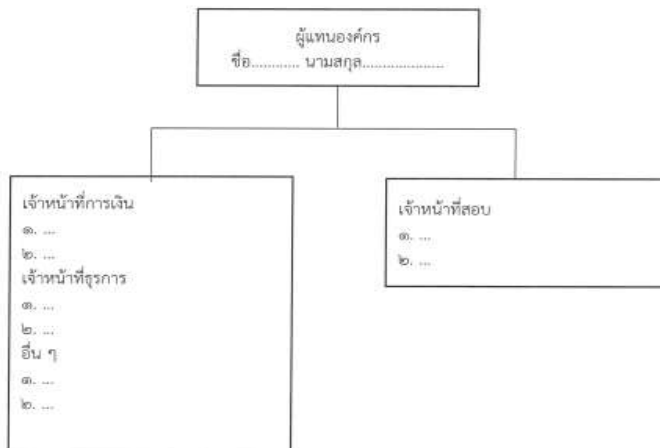 ผู้แทนองค์กร
ชื่อ............ นามสกุล.....................
เจ้าหน้าที่การเงิน
๑. ...
๒. ...
เจ้าหน้าที่ธุรการ
๑. ...
๒. ...
อื่น ๆ
๑. ...
๒. ...
เจ้าหน้าที่สอบ
๑. ...
๒. ...